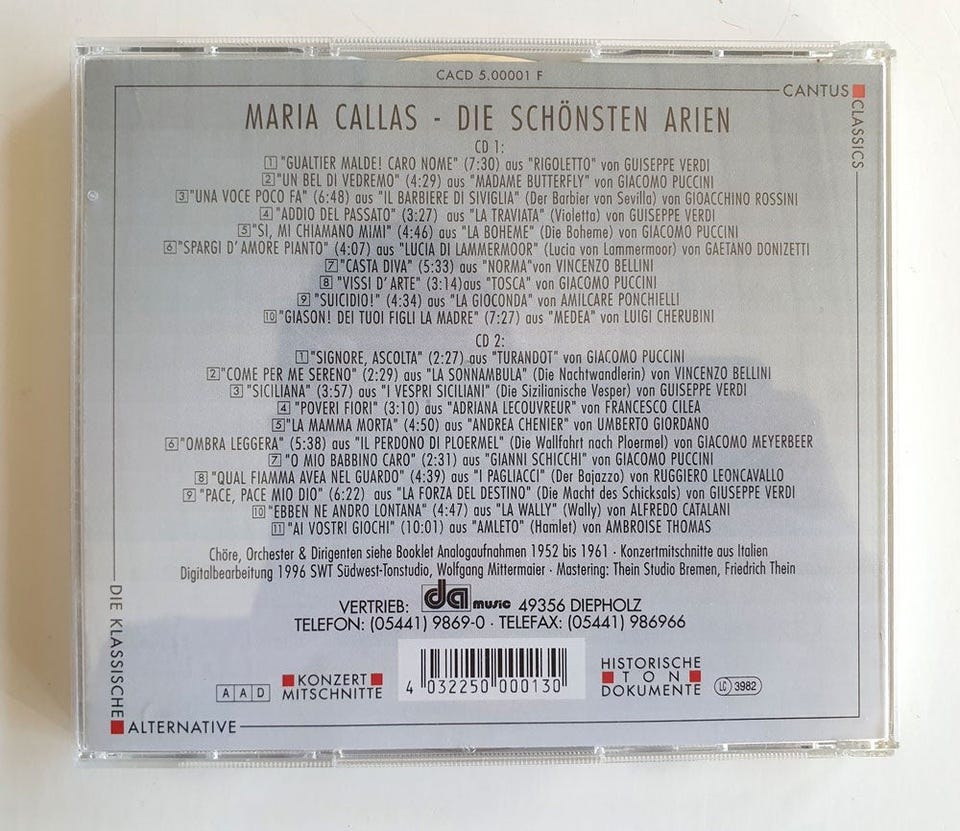 CACD 5.00001 F
CANTUS
CLASSICS
MARIA CALLAS - DIE SCHÖNSTEN ARIEN
CD 1:
1 "GUALTIER MALDE! CARO NOME" (7:30) aus "RIGOLETTO" von GUISEPPE VERDI
2 "UN BEL DI VEDREMO" (4:29) aus "MADAME BUTTERFLY" von GIACOMO PUCCINI
3 "UNA VOCE POCO FA" (6:48) aus "IL BARBIERE DI SIVIGLIA" (Der Barbier von Sevilla) von GIOACCHINO ROSSINI
4 "ADDIO DEL PASSATO" (3:27) aus "LA TRAVIATA" (Violetta) von GUISEPPE VERDI
5 "SI, MI CHIAMANO MIMI" (4:46) aus "LA BOHEME" (Die Boheme) von GIACOMO PUCCINI
6 "SPARGI D'AMORE PIANTO" (4:07) aus "LUCIA DI LAMMERMOOR" (Lucia von Lammermoor) von GAETANO DONIZETTI
7 "CASTA DIVA" (5:33) aus "NORMA"von VINCENZO BELLINI
8 "VISSI D'ARTE" (3:14)aus "TOSCA" von GIACOMO PUCCINI
9 "SUICIDIO!" (4:34) aus "LA GIOCONDA" von AMILCARE PONCHIELLI
10 "GIASON! DEI TUOI FIGLI LA MADRE" (7:27) aus "MEDEA" von LUIGI CHERUBINI
CD 2:
1 "SIGNORE, ASCOLTA" (2:27) aus "TURANDOT" von GIACOMO PUCCINI
2 "COME PER ME SERENO" (2:29) aus "LA SONNAMBULA" (Die Nachtwandlerin) von VINCENZO BELLINI
3 "SICILIANA" (3:57) aus "I VESPRI SICILIANI" (Die Sizilianische Vesper) von GUISEPPE VERDI
4 "POVERI FIORI" (3:10) aus "ADRIANA LECOUVREUR" von FRANCESCO CILEA
5 "LA MAMMA MORTA" (4:50) aus "ANDREA CHENIER" von UMBERTO GIORDANO
6 "OMBRA LEGGERA" (5:38) aus "IL PERDONO DI PLOERMEL" (Die Wallfahrt nach Ploermel) von GIACOMO MEYERBEER
7 "O MIO BABBINO CARO" (2:31) aus "GIANNI SCHICCHI" von GIACOMO PUCCINI
8 "QUAL FIAMMA AVEA NEL GUARDO" (4:39) aus "I PAGLIACCI" (Der Bajazzo) von RUGGIERO LEONCAVALLO
9 "PACE, PACE MIO DIO" (6:22) aus "LA FORZA DEL DESTINO" (Die Macht des Schicksals) von GIUSEPPE VERDI
10 "EBBEN NE ANDRO LONTANA" (4:47) aus "LA WALLY" (Wally) von ALFREDO CATALANI
11 "AI VOSTRI GIOCHI" (10:01) aus "AMLETO" (Hamlet) von AMBROISE THOMAS
Chöre, Orchester & Dirigenten siehe Booklet Analogaufnahmen 1952 bis 1961 · Konzertmitschnitte aus Italien
Digitalbearbeitung 1996 SWT Südwest-Tonstudio, Wolfgang Mittermaier · Mastering: Thein Studio Bremen, Friedrich Thein
VERTRIEB: da music 49356 DIEPHOLZ
TELEFON: (05441) 9869-0 · TELEFAX: (05441) 986966
AAD
KONZERT
MITSCHNITTE
4 032250 000130
HISTORISCHE
TON
DOKUMENTE
LC 3982
DIE KLASSISCHE
ALTERNATIVE